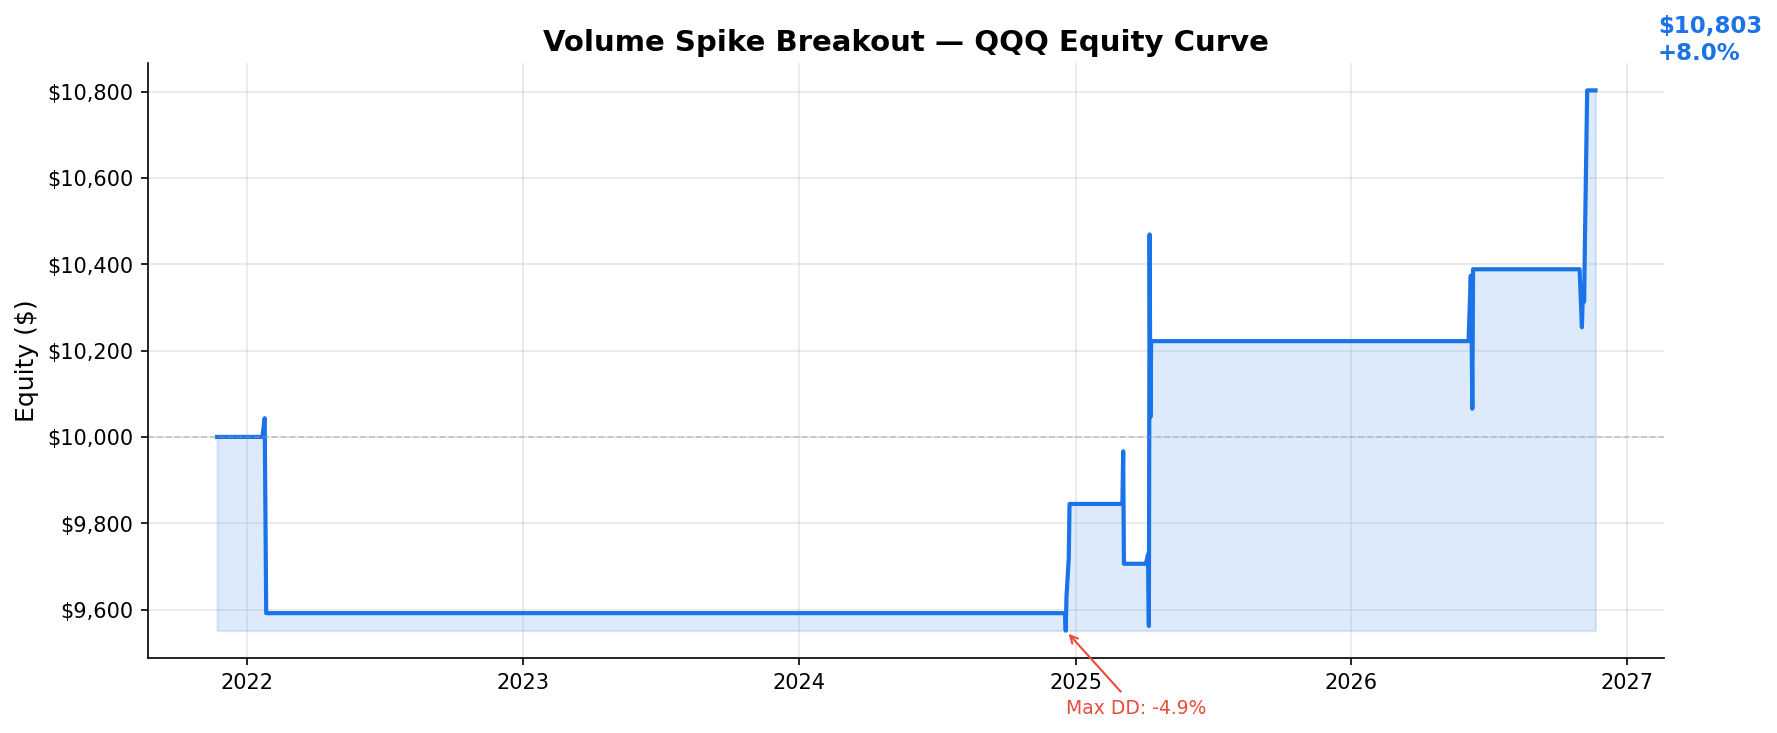 Volume Spike Breakout — QQQ Equity Curve
$10,803
+8.0%
Equity ($)
$10,800
$10,600
$10,400
$10,200
$10,000
$9,800
$9,600
2022 2023 2024 2025 2026 2027
Max DD: -4.9%